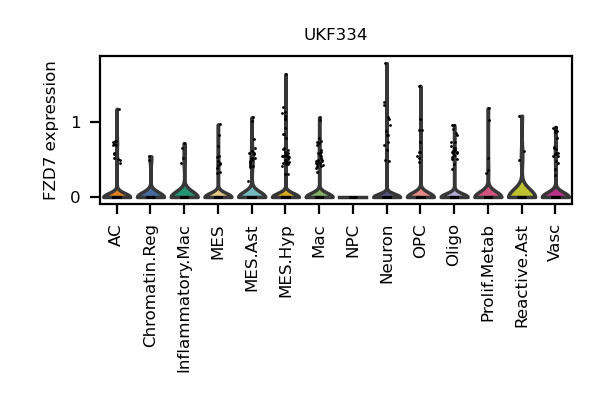 UKF334
FZD7 expression
1
0
AC
Chromatin.Reg
Inflammatory.Mac
MES
MES.Ast
MES.Hyp
Mac
NPC
Neuron
OPC
Oligo
Prolif.Metab
Reactive.Ast
Vasc